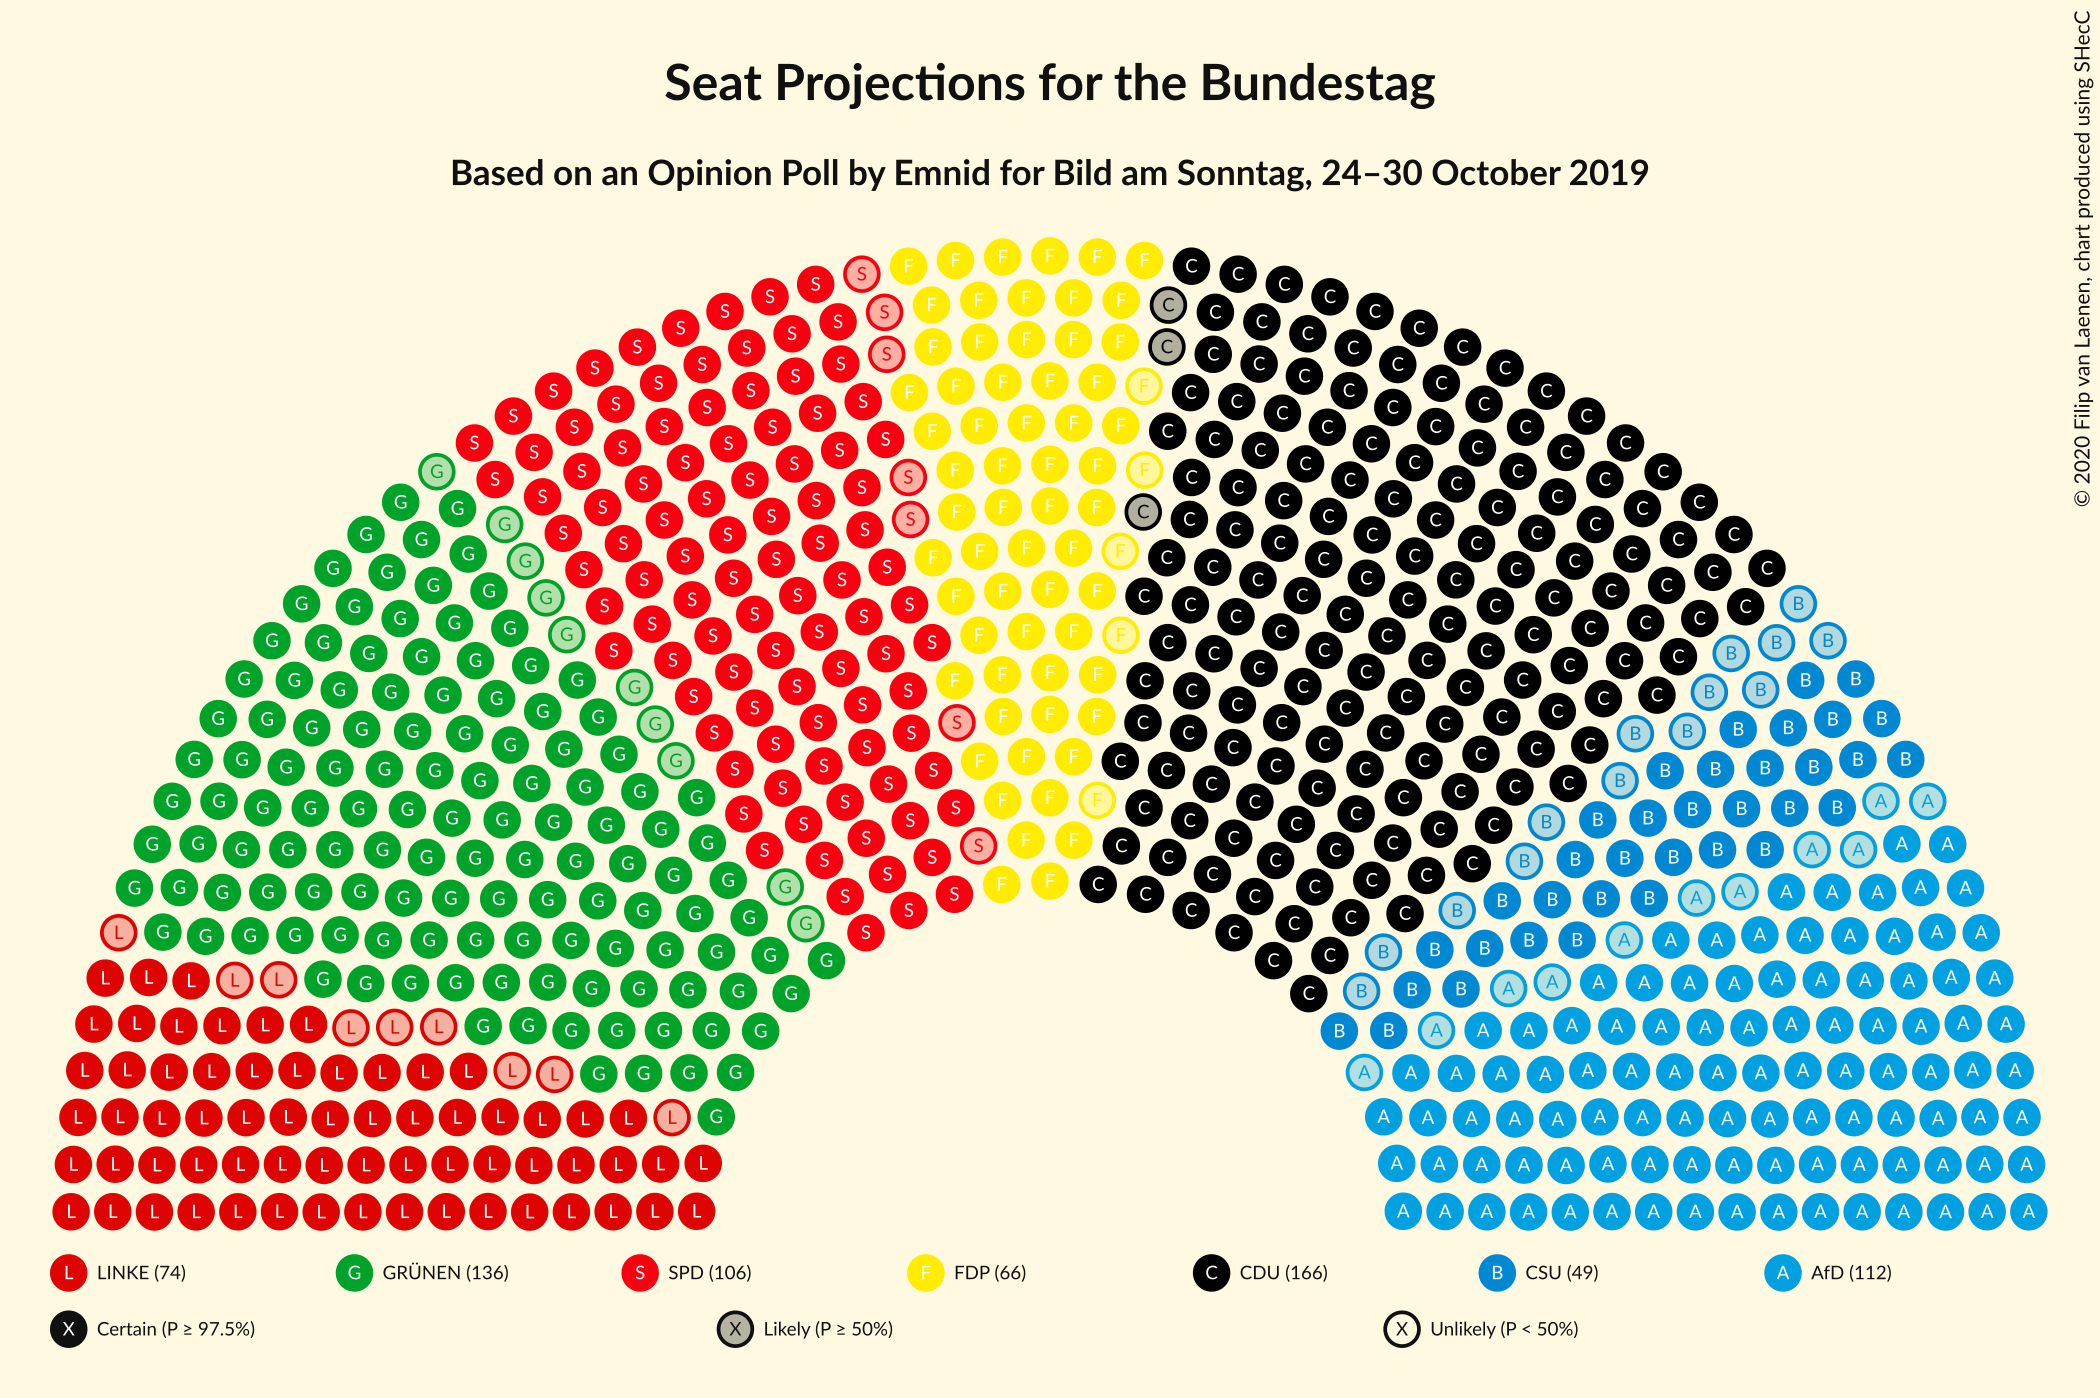 Seat Projections for the Bundestag
Based on an Opinion Poll by Emnid for Bild am Sonntag, 24–30 October 2019
© 2020 Filip van Laenen, chart produced using SHecC
L LINKE (74) G GRÜNEN (136) S SPD (106) F FDP (66) C CDU (166) B CSU (49) A AfD (112)
X Certain (P ≥ 97.5%) X Likely (P ≥ 50%) X Unlikely (P < 50%)